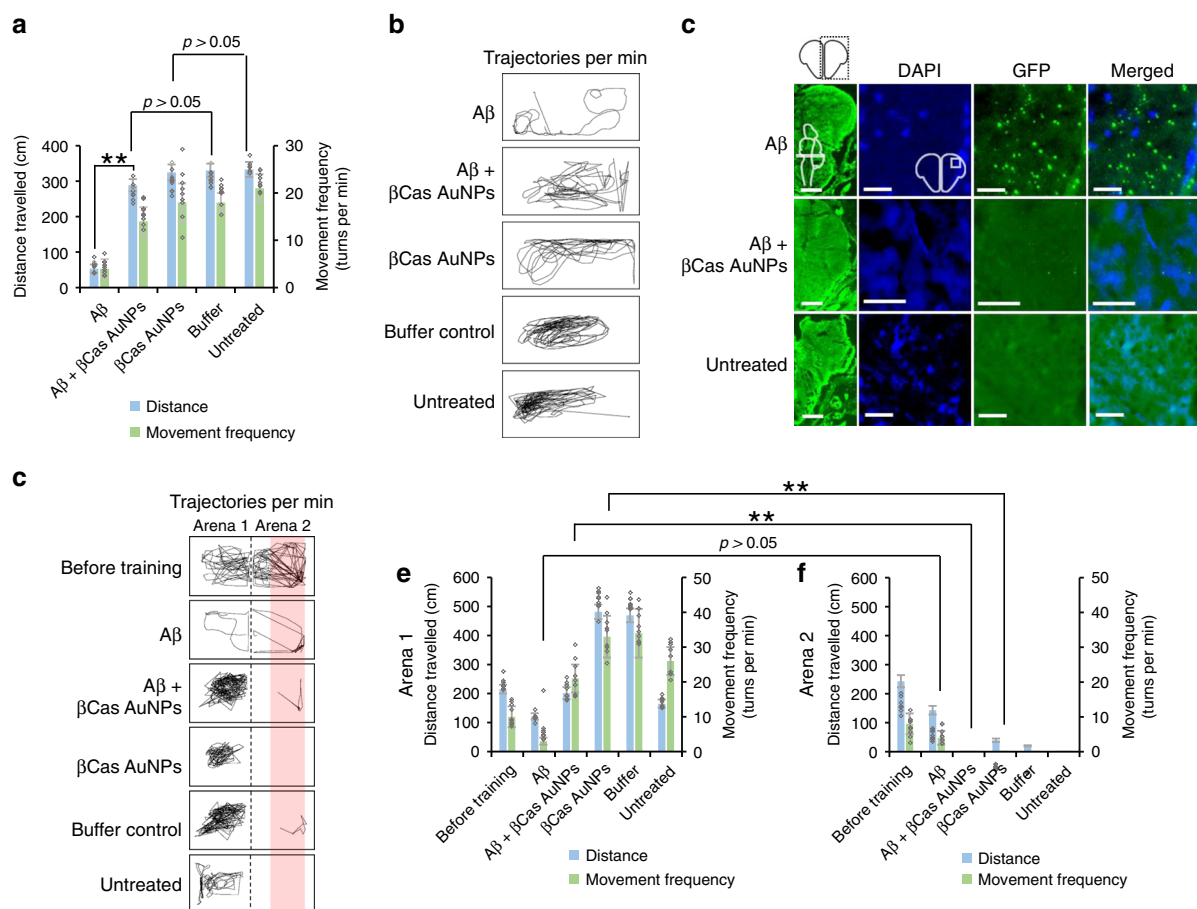 a
p > 0.05
p > 0.05
**
Distance travelled (cm)
400
300
200
100
0
30
20
10
0
Movement frequency
(turns per min)
Aβ
Aβ + βCas AuNPs
βCas AuNPs
Buffer
Untreated
Distance
Movement frequency
b
Trajectories per min
Aβ
Aβ +
βCas AuNPs
βCas AuNPs
Buffer control
Untreated
c
DAPI
GFP
Merged
Aβ
Aβ +
βCas AuNPs
Untreated
c
Trajectories per min
Arena 1
Arena 2
Before training
Aβ
Aβ +
βCas AuNPs
βCas AuNPs
Buffer control
Untreated
**
**
p > 0.05
e
Arena 1
Distance travelled (cm)
600
500
400
300
200
100
0
50
40
30
20
10
0
Movement frequency
(turns per min)
Before training
Aβ
Aβ + βCas AuNPs
βCas AuNPs
Buffer
Untreated
Distance
Movement frequency
f
Arena 2
Distance travelled (cm)
600
500
400
300
200
100
0
50
40
30
20
10
0
Movement frequency
(turns per min)
Before training
Aβ
Aβ + βCas AuNPs
βCas AuNPs
Buffer
Untreated
Distance
Movement frequency